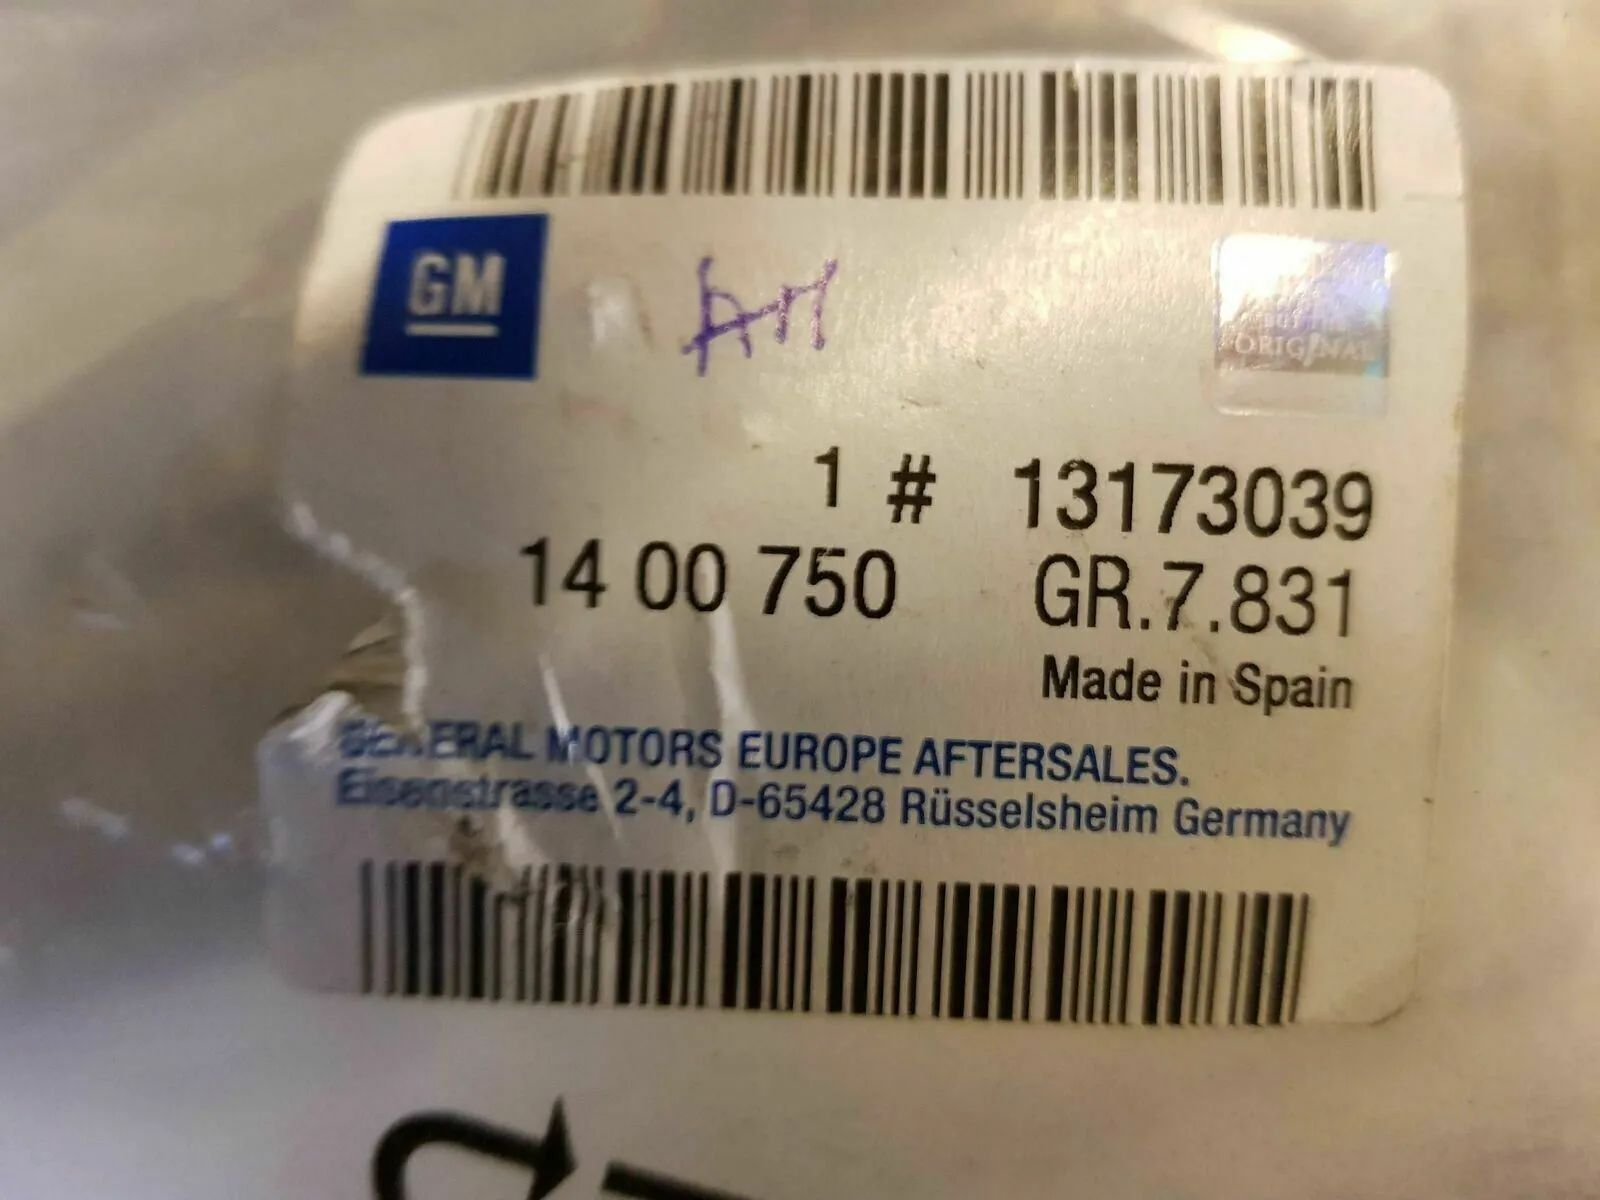 GM
ORIGINAL
1 # 13173039
14 00 750 GR.7.831
Made in Spain
GENERAL MOTORS EUROPE AFTERSALES.
Eisenstrasse 2-4, D-65428 Rüsselsheim Germany